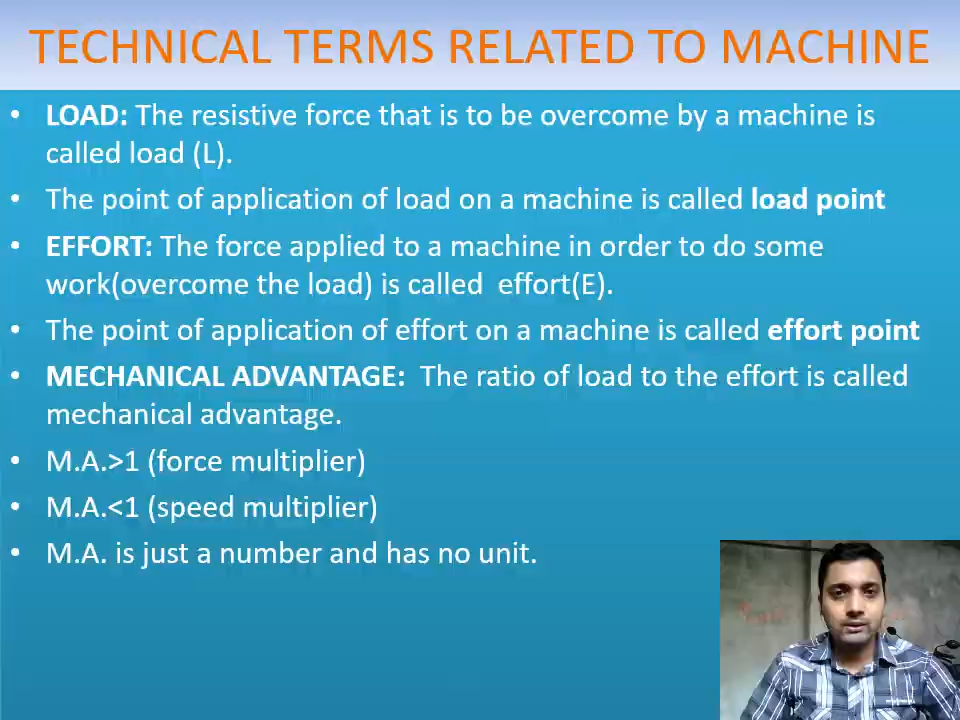 TECHNICAL TERMS RELATED TO MACHINE
• LOAD: The resistive force that is to be overcome by a machine is
called load (L).
• The point of application of load on a machine is called load point
• EFFORT: The force applied to a machine in order to do some
work(overcome the load) is called effort(E).
• The point of application of effort on a machine is called effort point
• MECHANICAL ADVANTAGE: The ratio of load to the effort is called
mechanical advantage.
• M.A.>1 (force multiplier)
• M.A.<1 (speed multiplier)
• M.A. is just a number and has no unit.